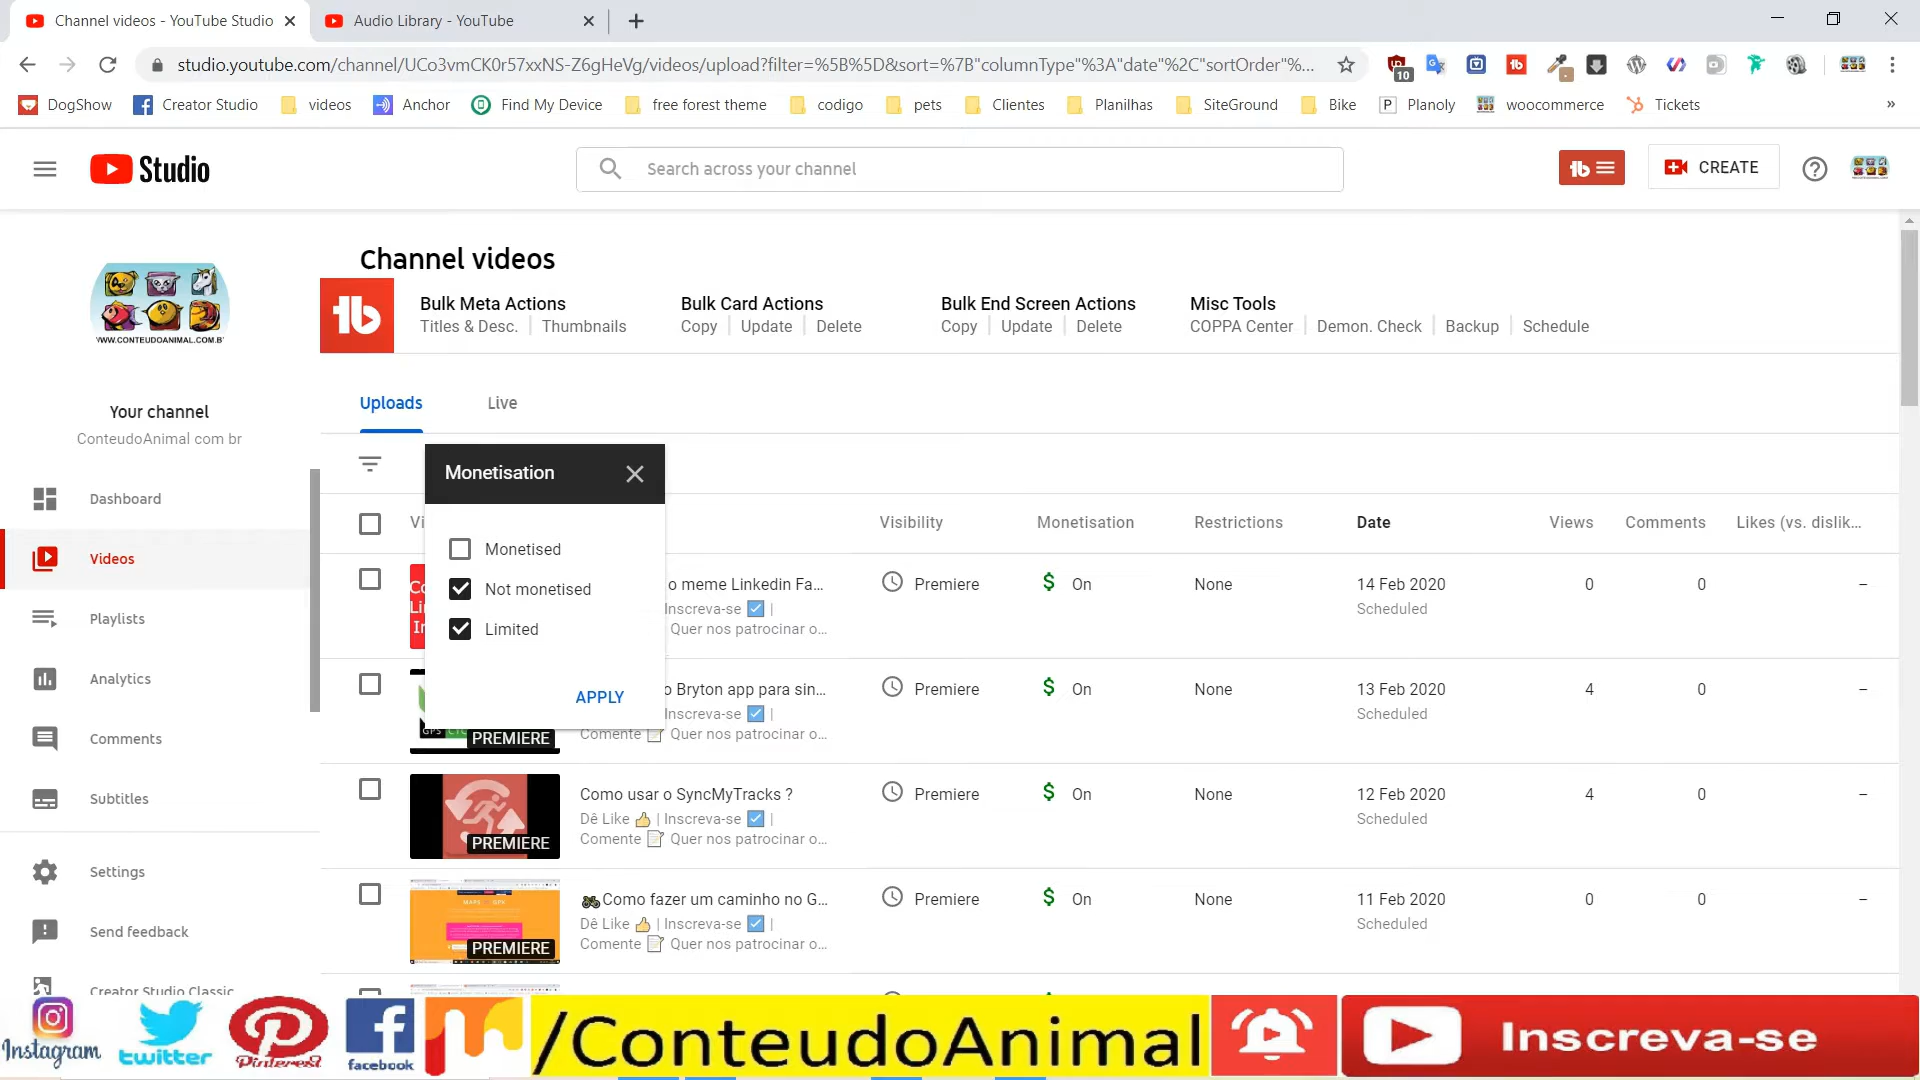 Channel videos - YouTube Studio
Audio Library - YouTube
studio.youtube.com/channel/UCo3vmCK0r57xxNS-Z6gHeVg/videos/upload?filter=%5B%5D&sort=%7B"columnType"%3A"date"%2C"sortOrder"%...
10
DogShow
Creator Studio
videos
Anchor
Find My Device
free forest theme
codigo
pets
Clientes
Planilhas
SiteGround
Bike
Planoly
woocommerce
Tickets
»
Studio
Search across your channel
CREATE
WWW.CONTEUDOANIMAL.COM.B
Your channel
ConteudoAnimal com br
Dashboard
Videos
Playlists
Analytics
Comments
Subtitles
Settings
Send feedback
Creator Studio Classic
Channel videos
Bulk Meta Actions
Titles & Desc. | Thumbnails
Bulk Card Actions
Copy | Update | Delete
Bulk End Screen Actions
Copy | Update | Delete
Misc Tools
COPPA Center | Demon. Check | Backup | Schedule
Uploads
Live
Monetisation
Monetised
Not monetised
Limited
APPLY
Vi
Visibility
Monetisation
Restrictions
Date
Views
Comments
Likes (vs. dislik...
o meme Linkedin Fa...
Inscreva-se ☑ |
Quer nos patrocinar o...
Premiere
$ On
None
14 Feb 2020
Scheduled
0
0
–
o Bryton app para sin...
Inscreva-se ☑ |
Comente 📝 Quer nos patrocinar o...
PREMIERE
Premiere
$ On
None
13 Feb 2020
Scheduled
4
0
–
PREMIERE
Como usar o SyncMyTracks ?
Dê Like 👍 | Inscreva-se ☑ |
Comente 📝 Quer nos patrocinar o...
Premiere
$ On
None
12 Feb 2020
Scheduled
4
0
–
PREMIERE
🚲Como fazer um caminho no G...
Dê Like 👍 | Inscreva-se ☑ |
Comente 📝 Quer nos patrocinar o...
Premiere
$ On
None
11 Feb 2020
Scheduled
0
0
–
Instagram
twitter
Pinterest
facebook
/ConteudoAnimal
Inscreva-se